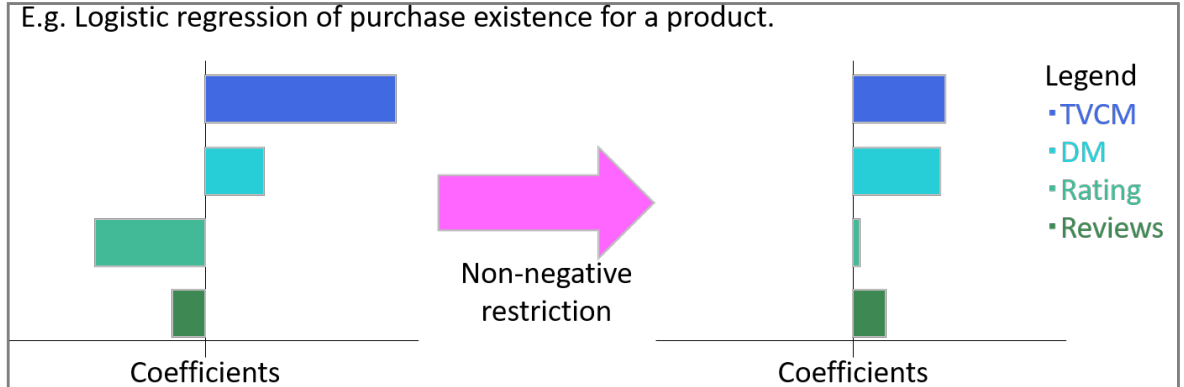 E.g. Logistic regression of purchase existence for a product.
Legend
▪TVCM
▪DM
▪Rating
▪Reviews
Non-negative
restriction
Coefficients
Coefficients